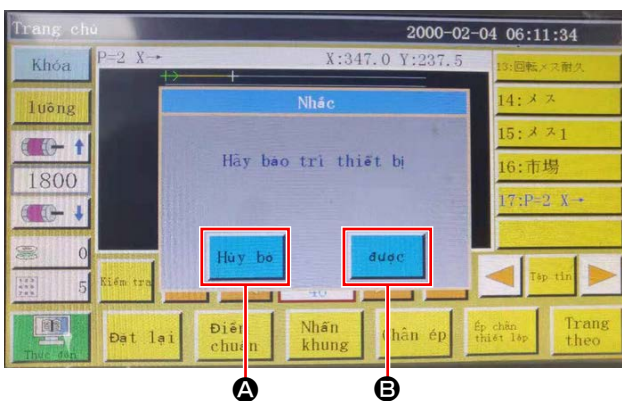 Trang chủ
2000-02-04 06:11:34
Khóa
P=2 X→
X:347.0 Y:237.5
13:回転メス耐久
luồng
Nhắc
14:メス
15:メス1
Hãy bảo trì thiết bị
16:市場
1800
17:P=2 X→
0
Hủy bỏ
được
5
Kiểm tra
40
Tập tin
Thực đơn
Đạt lại
Điểm chuẩn
Nhấn khung
chân ép
Ép chân thiết lập
Trang theo
A
B